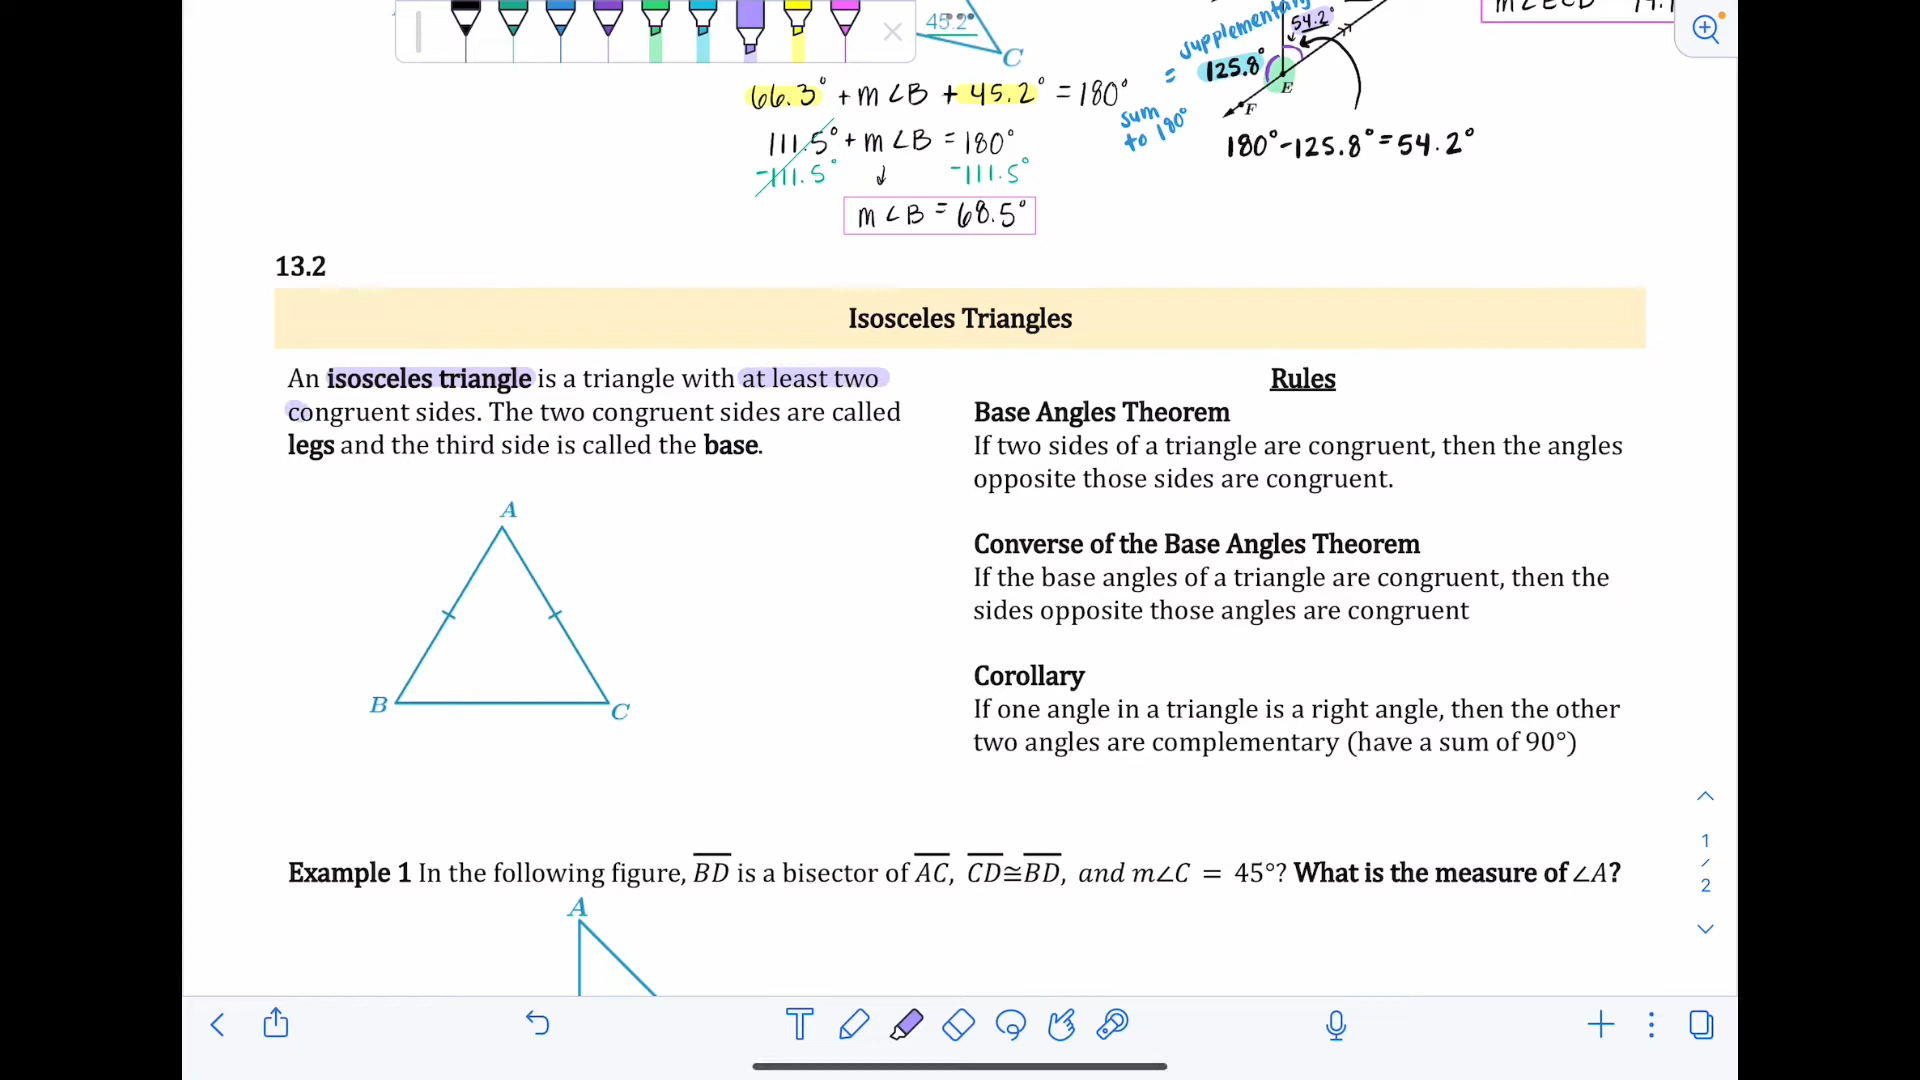 45.2°
C
66.3° + m∠B + 45.2° = 180°
111.5° + m∠B = 180°
-111.5° -111.5°
m∠B = 68.5°
supplementary
54.2°
= 125.8°
E
F
sum
to 180°
180° - 125.8° = 54.2°
13.2
Isosceles Triangles
An isosceles triangle is a triangle with at least two
congruent sides. The two congruent sides are called
legs and the third side is called the base.
A
B
C
Rules
Base Angles Theorem
If two sides of a triangle are congruent, then the angles
opposite those sides are congruent.
Converse of the Base Angles Theorem
If the base angles of a triangle are congruent, then the
sides opposite those angles are congruent
Corollary
If one angle in a triangle is a right angle, then the other
two angles are complementary (have a sum of 90°)
Example 1 In the following figure, B̅D̅ is a bisector of A̅C̅, C̅D̅≅B̅D̅, and m∠C = 45°? What is the measure of ∠A?
A
1
/
2
T